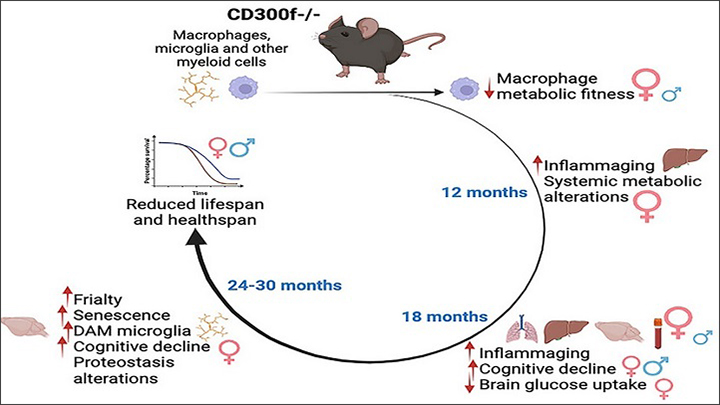 CD300f-/-
Macrophages,
microglia and other
myeloid cells
Macrophage
metabolic fitness
12 months
Inflammaging
Systemic metabolic
alterations
18 months
Inflammaging
Cognitive decline
Brain glucose uptake
24-30 months
Frialty
Senescence
DAM microglia
Cognitive decline
Proteostasis
alterations
Percentage survival
Time
Reduced lifespan
and healthspan